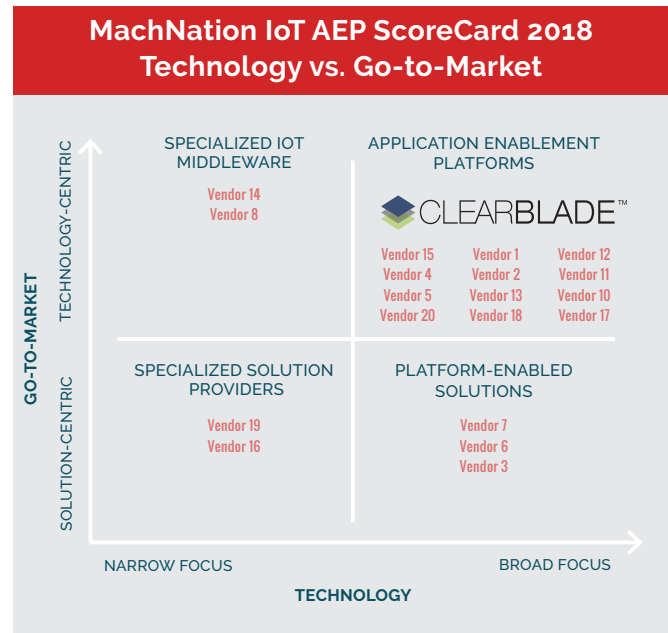 MachNation IoT AEP ScoreCard 2018
Technology vs. Go-to-Market
SPECIALIZED IOT
MIDDLEWARE
Vendor 14
Vendor 8
APPLICATION ENABLEMENT
PLATFORMS
CLEARBLADE™
Vendor 15 Vendor 1 Vendor 12
Vendor 4 Vendor 2 Vendor 11
Vendor 5 Vendor 13 Vendor 10
Vendor 20 Vendor 18 Vendor 17
GO-TO-MARKET
TECHNOLOGY-CENTRIC
SOLUTION-CENTRIC
SPECIALIZED SOLUTION
PROVIDERS
Vendor 19
Vendor 16
PLATFORM-ENABLED
SOLUTIONS
Vendor 7
Vendor 6
Vendor 3
NARROW FOCUS
BROAD FOCUS
TECHNOLOGY